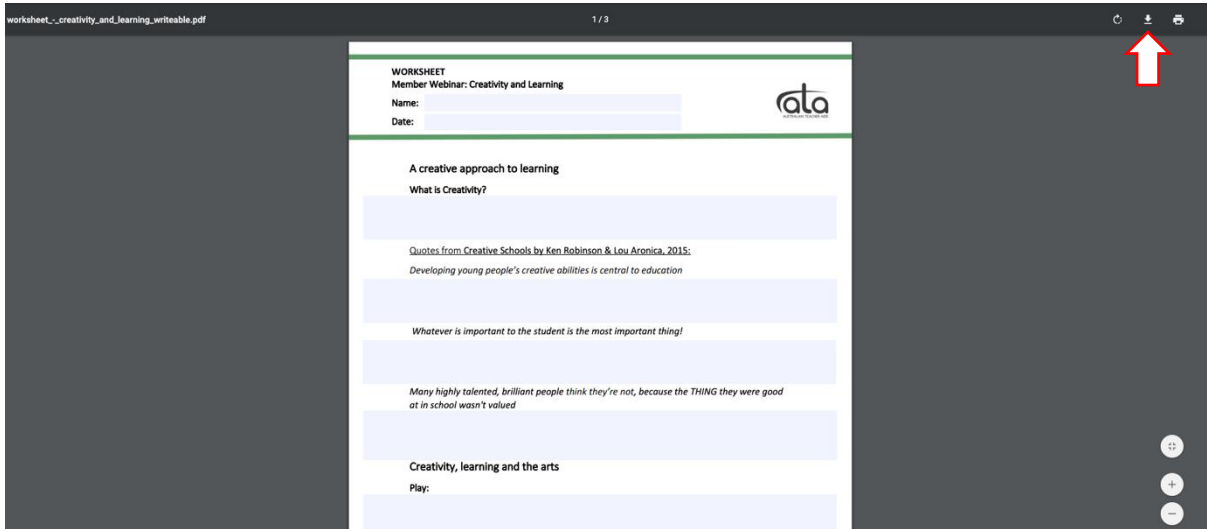 worksheet_-_creativity_and_learning_writeable.pdf
1 / 3
WORKSHEET
Member Webinar: Creativity and Learning
Name:
Date:
ata
AUSTRALIAN TEACHER AIDE
A creative approach to learning
What is Creativity?
Quotes from Creative Schools by Ken Robinson & Lou Aronica, 2015:
Developing young people's creative abilities is central to education
Whatever is important to the student is the most important thing!
Many highly talented, brilliant people think they're not, because the THING they were good
at in school wasn't valued
Creativity, learning and the arts
Play: